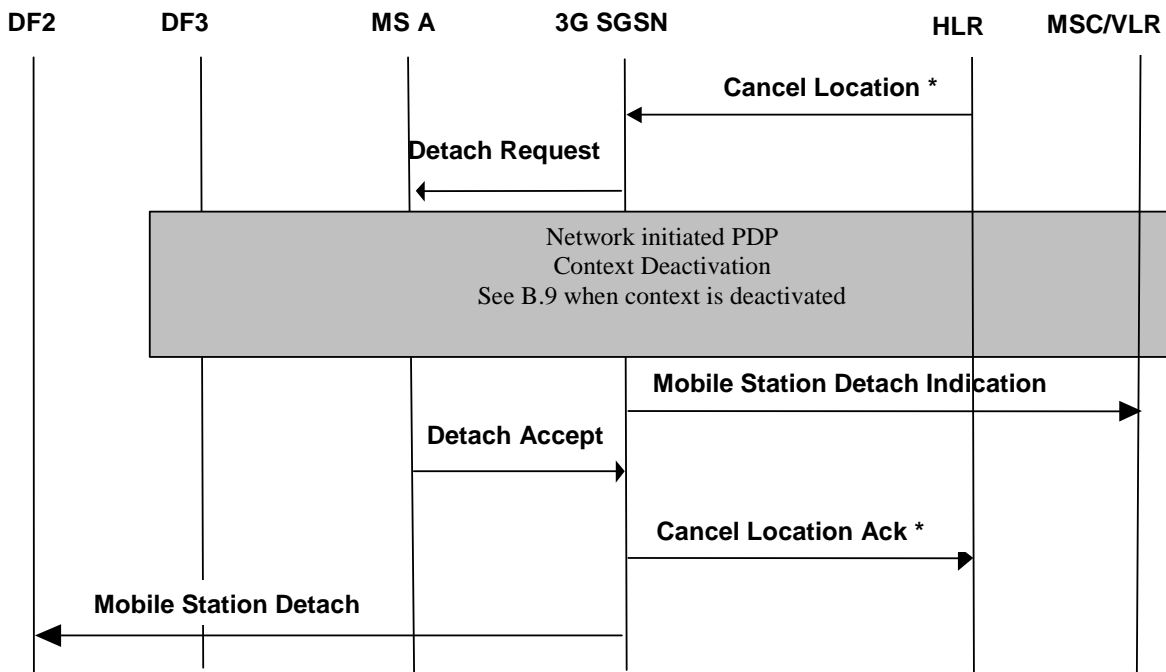 DF2 DF3 MS A 3G SGSN HLR MSC/VLR
Cancel Location *
Detach Request
Network initiated PDP
Context Deactivation
See B.9 when context is deactivated
Mobile Station Detach Indication
Detach Accept
Cancel Location Ack *
Mobile Station Detach